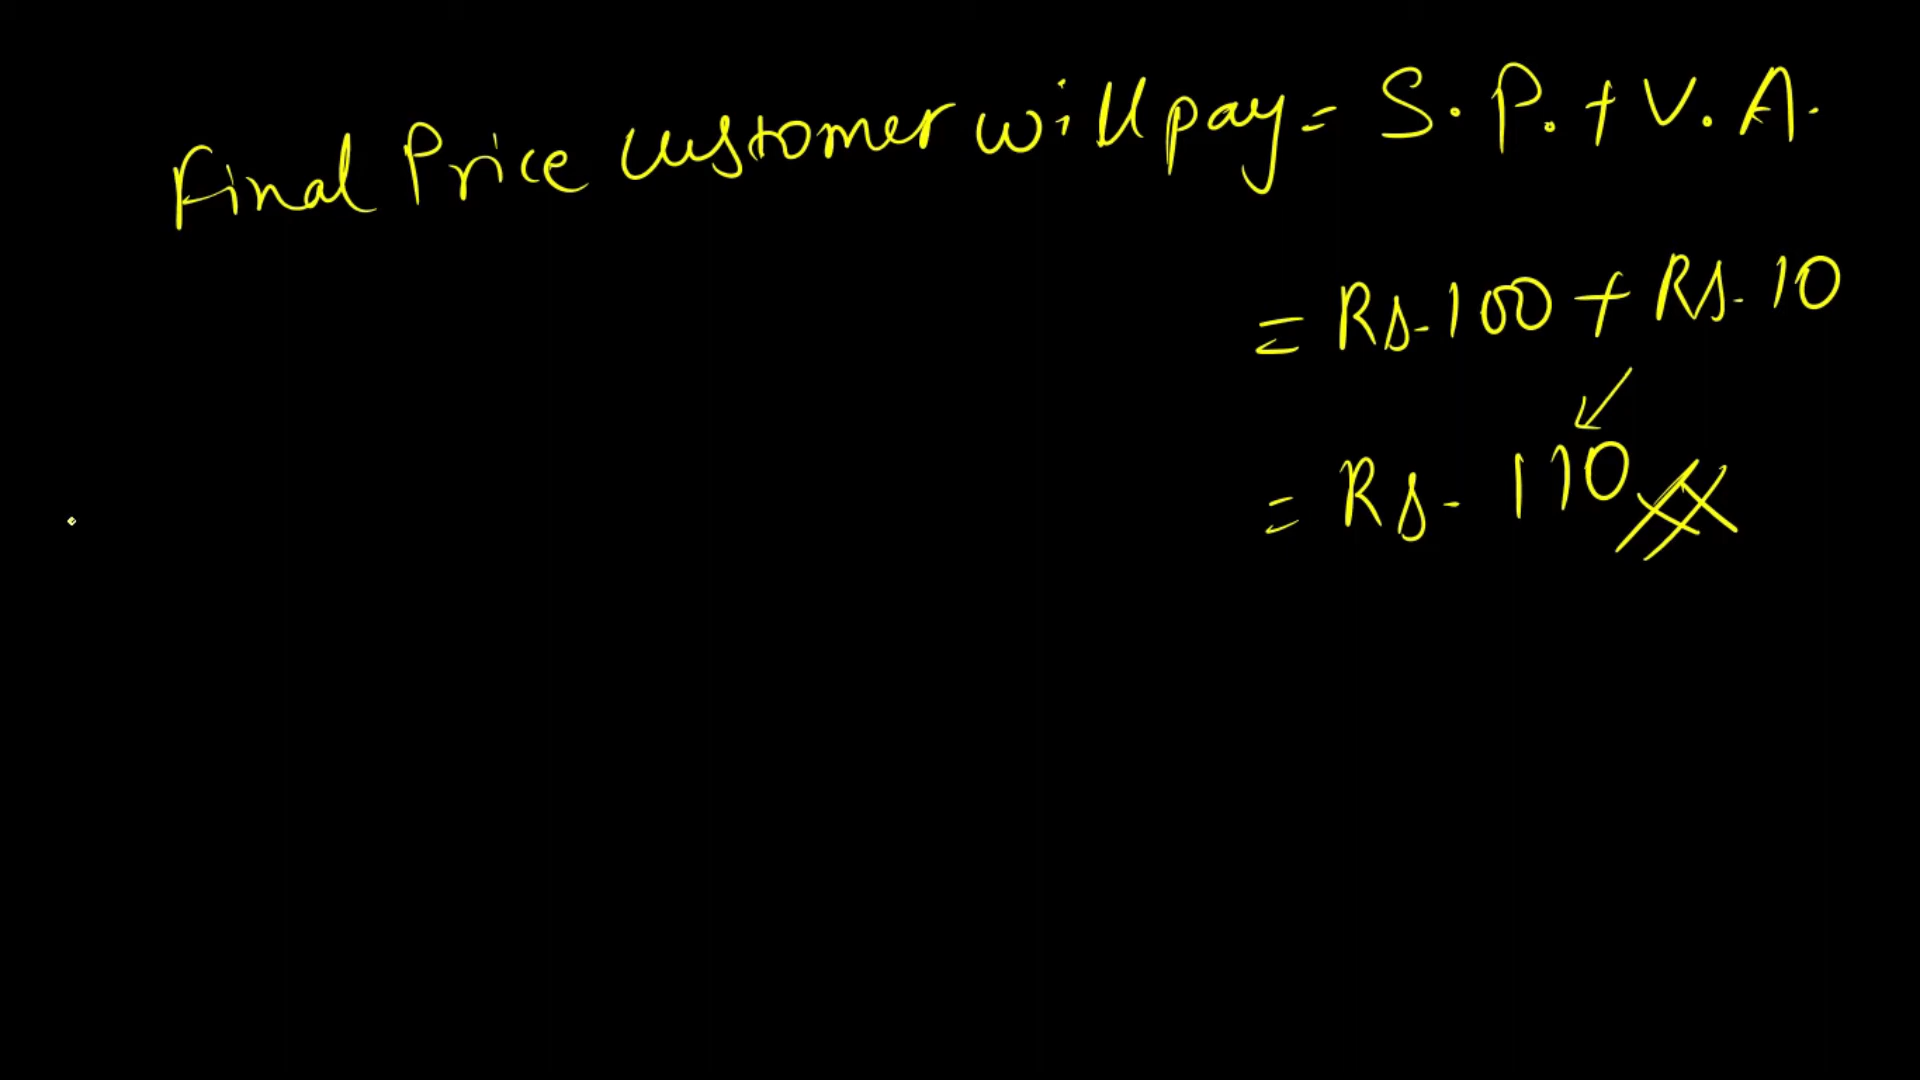 Final Price customer will pay = S.P. + V.A.
= Rs. 100 + Rs. 10
= Rs. 110